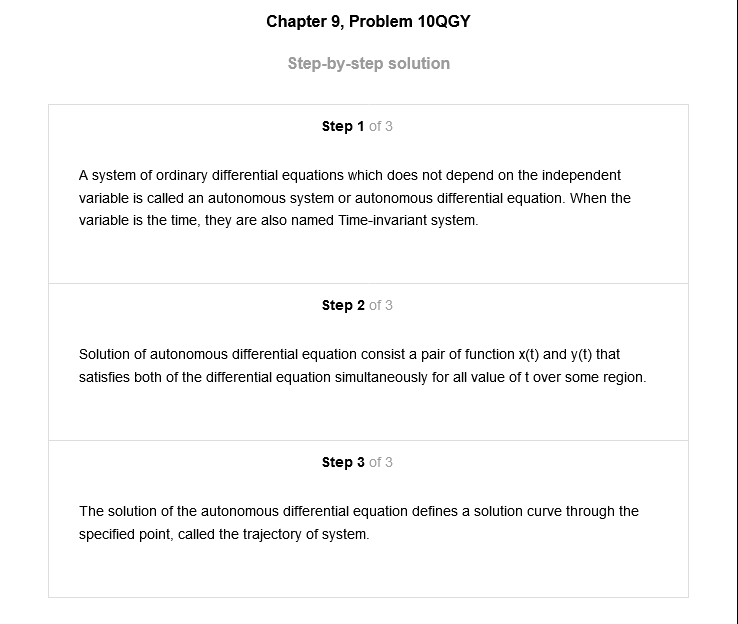 Chapter 9, Problem 10QGY
Step-by-step solution
Step 1 of 3
A system of ordinary differential equations which does not depend on the independent
variable is called an autonomous system or autonomous differential equation. When the
variable is the time, they are also named Time-invariant system.
Step 2 of 3
Solution of autonomous differential equation consist a pair of function x(t) and y(t) that
satisfies both of the differential equation simultaneously for all value of t over some region.
Step 3 of 3
The solution of the autonomous differential equation defines a solution curve through the
specified point, called the trajectory of system.